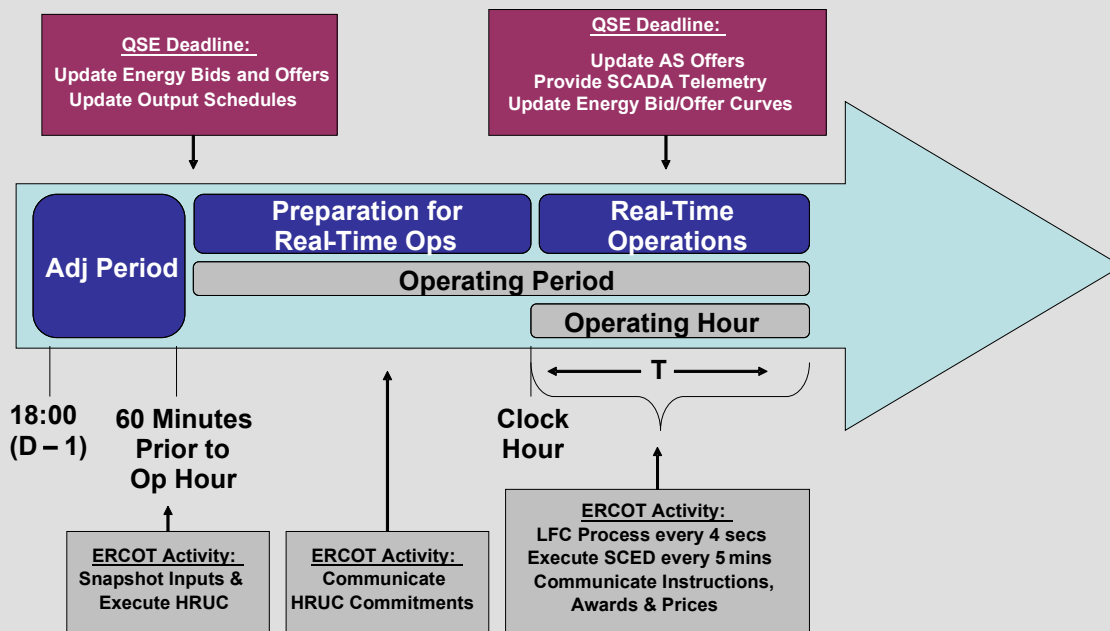 QSE Deadline:
Update Energy Bids and Offers
Update Output Schedules
QSE Deadline:
Update AS Offers
Provide SCADA Telemetry
Update Energy Bid/Offer Curves
Adj Period
Preparation for
Real-Time Ops
Real-Time
Operations
Operating Period
Operating Hour
T
18:00
(D – 1)
60 Minutes
Prior to
Op Hour
Clock
Hour
ERCOT Activity:
Snapshot Inputs &
Execute HRUC
ERCOT Activity:
Communicate
HRUC Commitments
ERCOT Activity:
LFC Process every 4 secs
Execute SCED every 5 mins
Communicate Instructions,
Awards & Prices